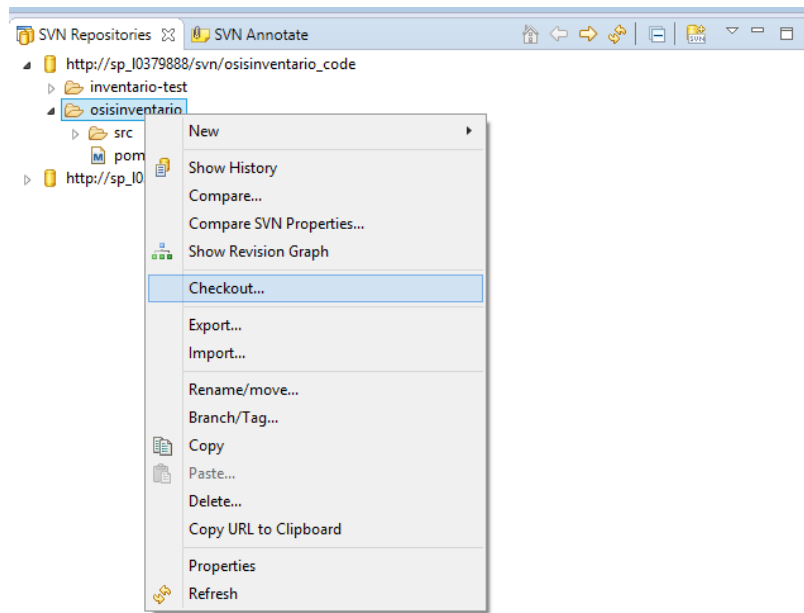 SVN Repositories SVN Annotate
http://sp_l0379888/svn/osisinventario_code
inventario-test
osisinventario
src
pom
http://sp_l0
New
Show History
Compare...
Compare SVN Properties...
Show Revision Graph
Checkout...
Export...
Import...
Rename/move...
Branch/Tag...
Copy
Paste...
Delete...
Copy URL to Clipboard
Properties
Refresh